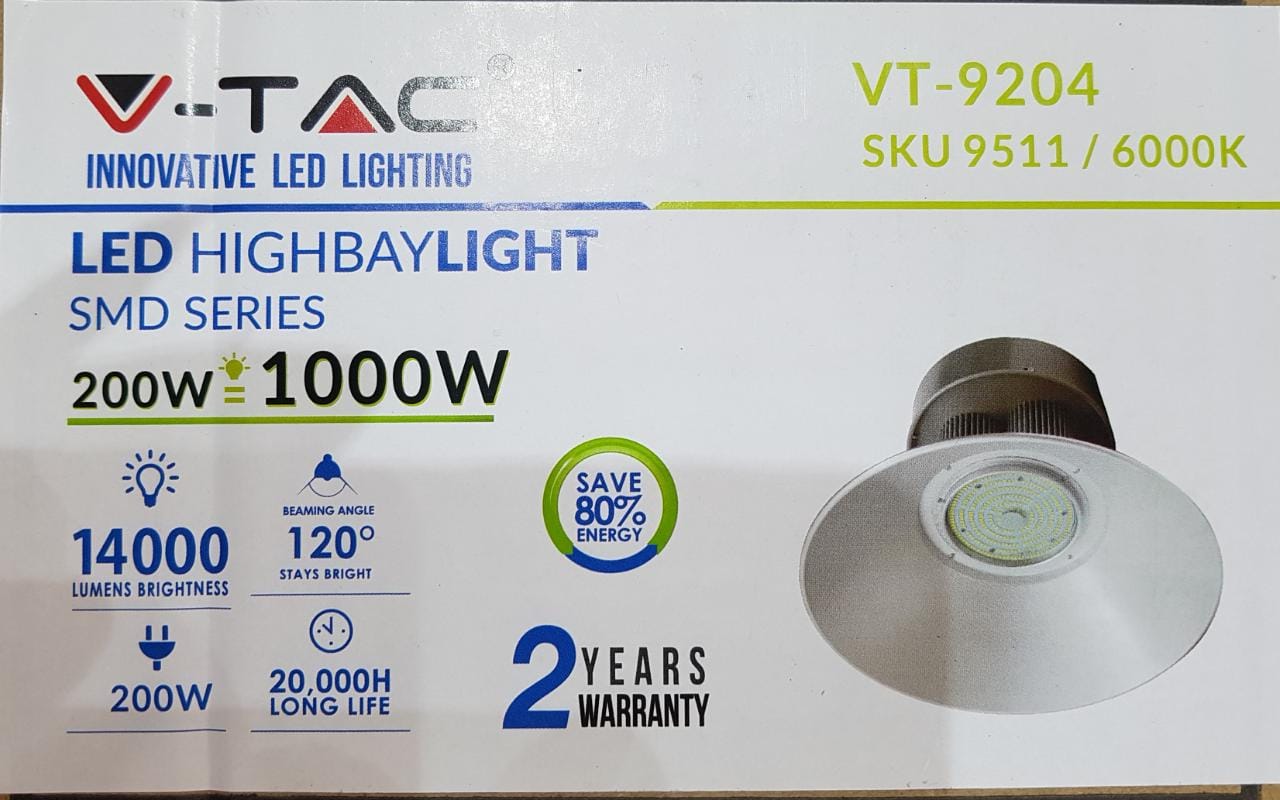 V-TAC®
INNOVATIVE LED LIGHTING
VT-9204
SKU 9511 / 6000K
LED HIGHBAYLIGHT
SMD SERIES
200W = 1000W
14000
LUMENS BRIGHTNESS
BEAMING ANGLE
120°
STAYS BRIGHT
200W
20,000H
LONG LIFE
SAVE
80%
ENERGY
2 YEARS
WARRANTY